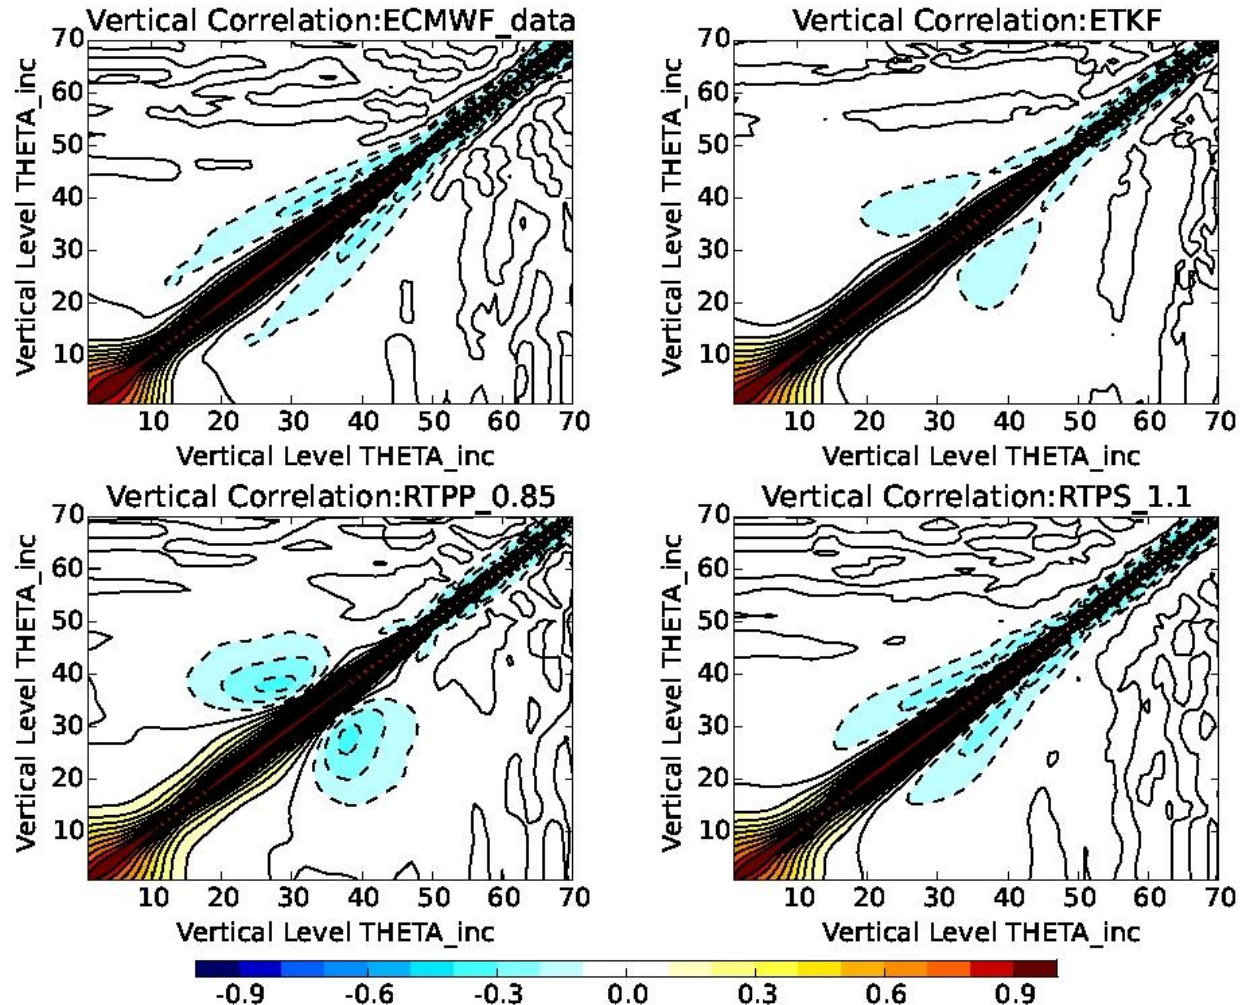 Vertical Correlation:ECMWF_data
Vertical Level THETA_inc
70
60
50
40
30
20
10
10 20 30 40 50 60 70
Vertical Level THETA_inc
Vertical Correlation:ETKF
Vertical Level THETA_inc
70
60
50
40
30
20
10
10 20 30 40 50 60 70
Vertical Level THETA_inc
Vertical Correlation:RTPP_0.85
Vertical Level THETA_inc
70
60
50
40
30
20
10
10 20 30 40 50 60 70
Vertical Level THETA_inc
Vertical Correlation:RTPS_1.1
Vertical Level THETA_inc
70
60
50
40
30
20
10
10 20 30 40 50 60 70
Vertical Level THETA_inc
-0.9 -0.6 -0.3 0.0 0.3 0.6 0.9